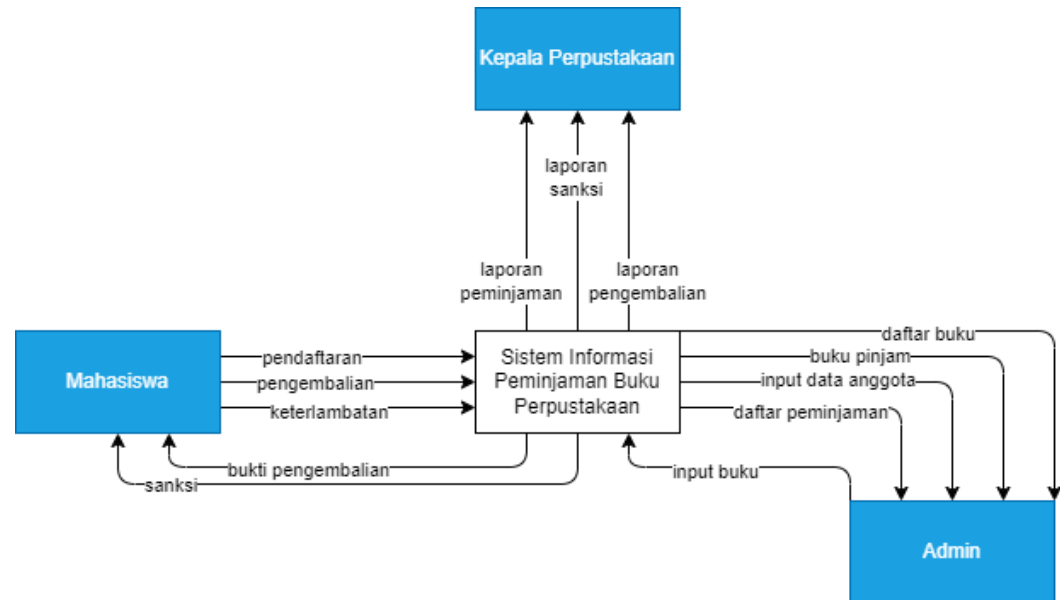 Kepala Perpustakaan
laporan
sanksi
laporan
peminjaman
laporan
pengembalian
Mahasiswa
pendaftaran
pengembalian
keterlambatan
Sistem Informasi
Peminjaman Buku
Perpustakaan
daftar buku
buku pinjam
input data anggota
daftar peminjaman
bukti pengembalian
sanksi
input buku
Admin